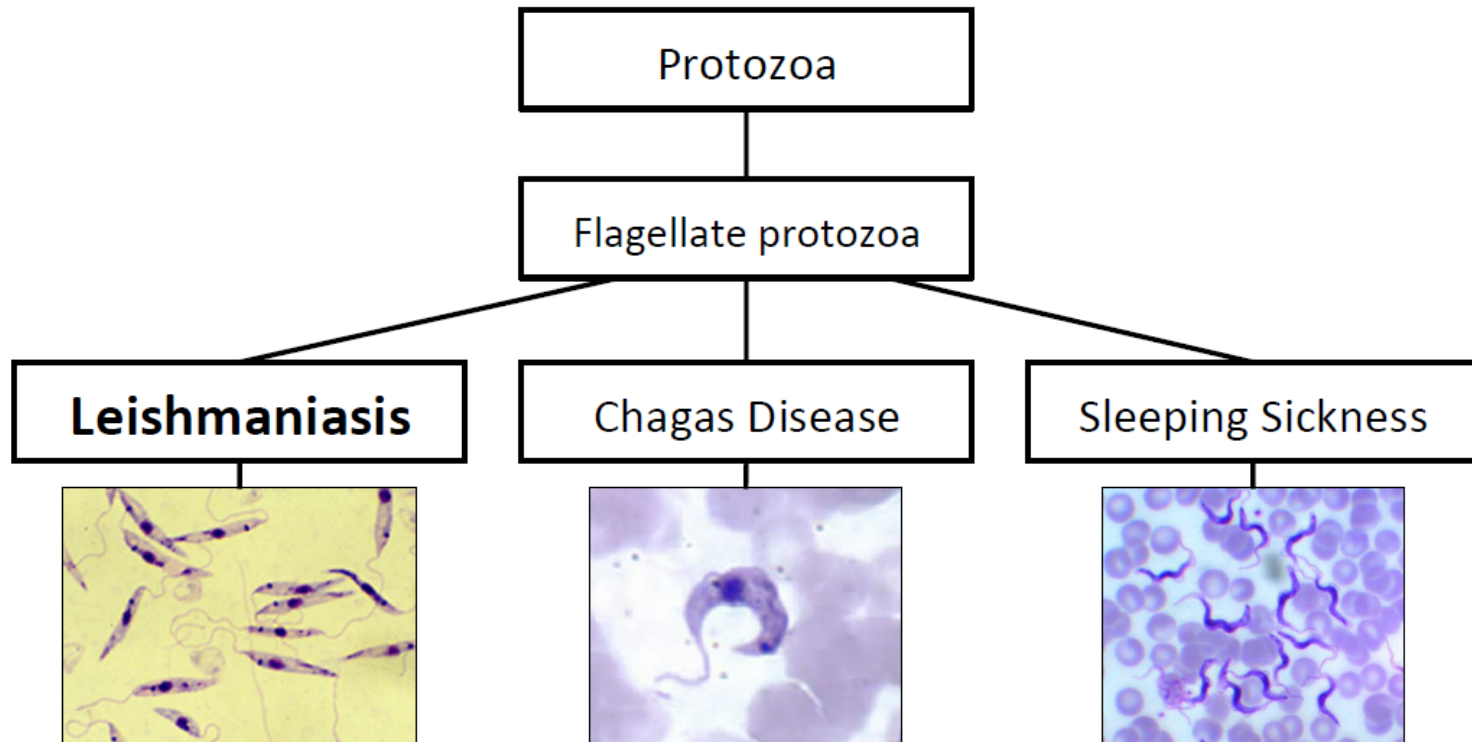 Protozoa
Flagellate protozoa
Leishmaniasis
Chagas Disease
Sleeping Sickness